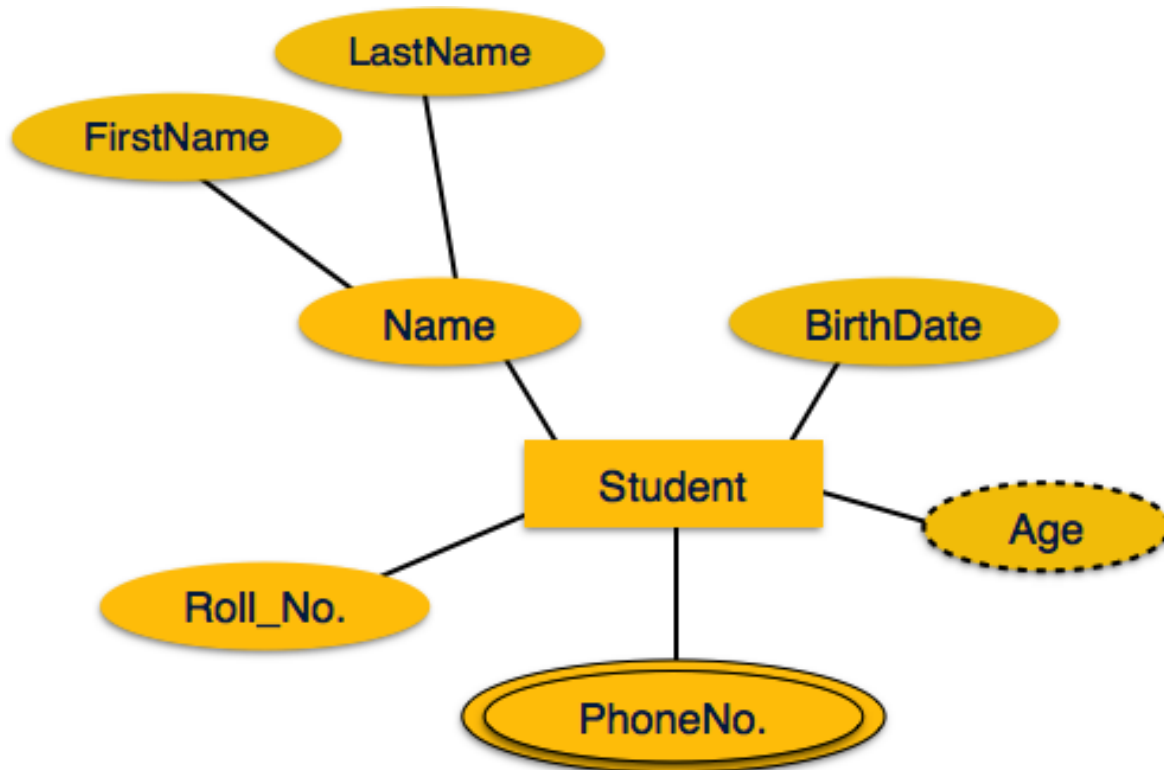 LastName
FirstName
Name
BirthDate
Student
Age
Roll_No.
PhoneNo.